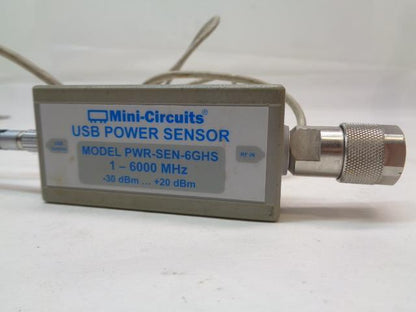 Mini-Circuits®
USB POWER SENSOR
MODEL PWR-SEN-6GHS
1 – 6000 MHz
-30 dBm ... +20 dBm
RF IN